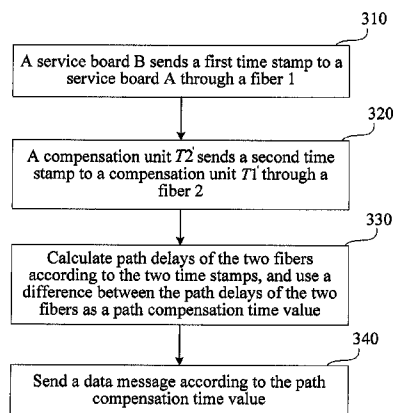 310
A service board B sends a first time stamp to a
service board A through a fiber 1
320
A compensation unit T2' sends a second time
stamp to a compensation unit T1' through a
fiber 2
330
Calculate path delays of the two fibers
according to the two time stamps, and use a
difference between the path delays of the two
fibers as a path compensation time value
340
Send a data message according to the path
compensation time value